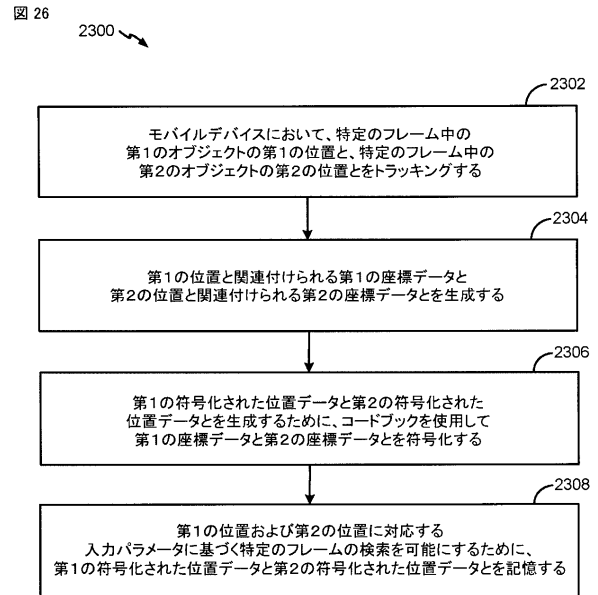 図 26
2300
2302
モバイルデバイスにおいて、特定のフレーム中の
第1のオブジェクトの第1の位置と、特定のフレーム中の
第2のオブジェクトの第2の位置とをトラッキングする
2304
第1の位置と関連付けられる第1の座標データと
第2の位置と関連付けられる第2の座標データとを生成する
2306
第1の符号化された位置データと第2の符号化された
位置データとを生成するために、コードブックを使用して
第1の座標データと第2の座標データとを符号化する
2308
第1の位置および第2の位置に対応する
入力パラメータに基づく特定のフレームの検索を可能にするために、
第1の符号化された位置データと第2の符号化された位置データとを記憶する